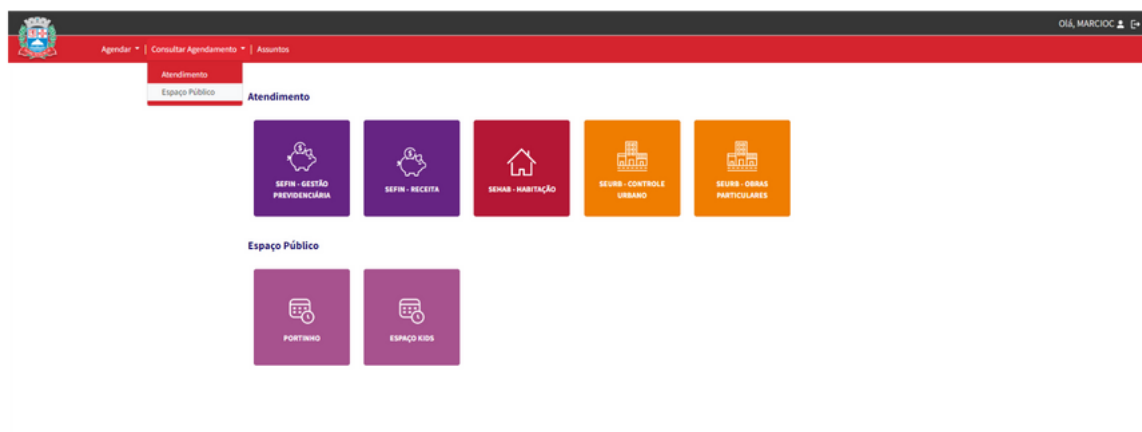 Olá, MARCIOC
Agendar | Consultar Agendamento | Assuntos
Atendimento
Espaço Público
Atendimento
SEFIN - GESTÃO
PREVIDENCIÁRIA
SEFIN - RECEITA
SEHAB - HABITAÇÃO
SEURB - CONTROLE
URBANO
SEURB - OBRAS
PARTICULARES
Espaço Público
PORTINHO
ESPAÇO KIDS